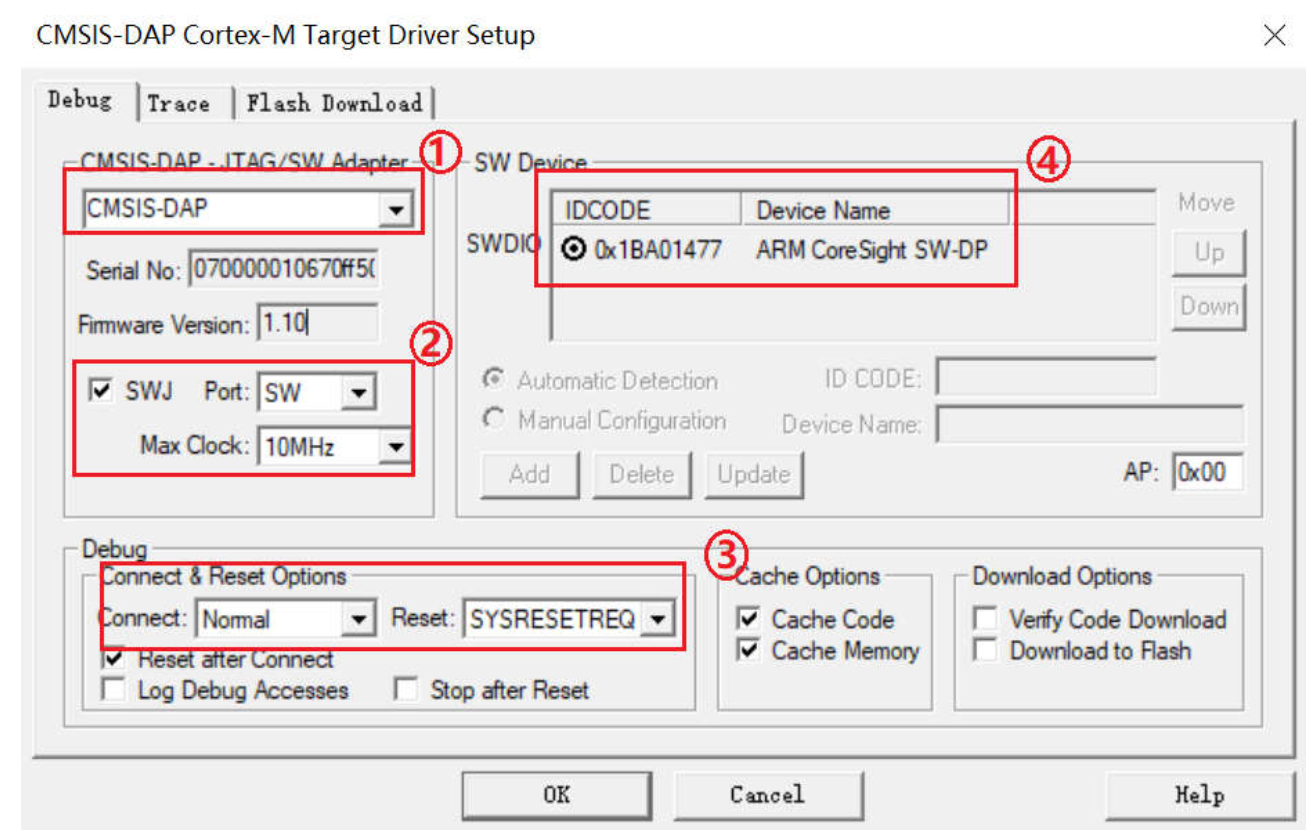 CMSIS-DAP Cortex-M Target Driver Setup
Debug Trace Flash Download
CMSIS-DAP - JTAG/SW Adapter ①
CMSIS-DAP
Serial No: 070000010670ff50
Firmware Version: 1.10
②
SWJ Port: SW
Max Clock: 10MHz
SW Device ④
IDCODE Device Name Move
SWDIO 0x1BA01477 ARM CoreSight SW-DP Up
Down
Automatic Detection ID CODE:
Manual Configuration Device Name:
Add Delete Update AP: 0x00
Debug ③
Connect & Reset Options
Connect: Normal Reset: SYSRESETREQ
Reset after Connect
Log Debug Accesses Stop after Reset
Cache Options
Cache Code
Cache Memory
Download Options
Verify Code Download
Download to Flash
OK Cancel Help